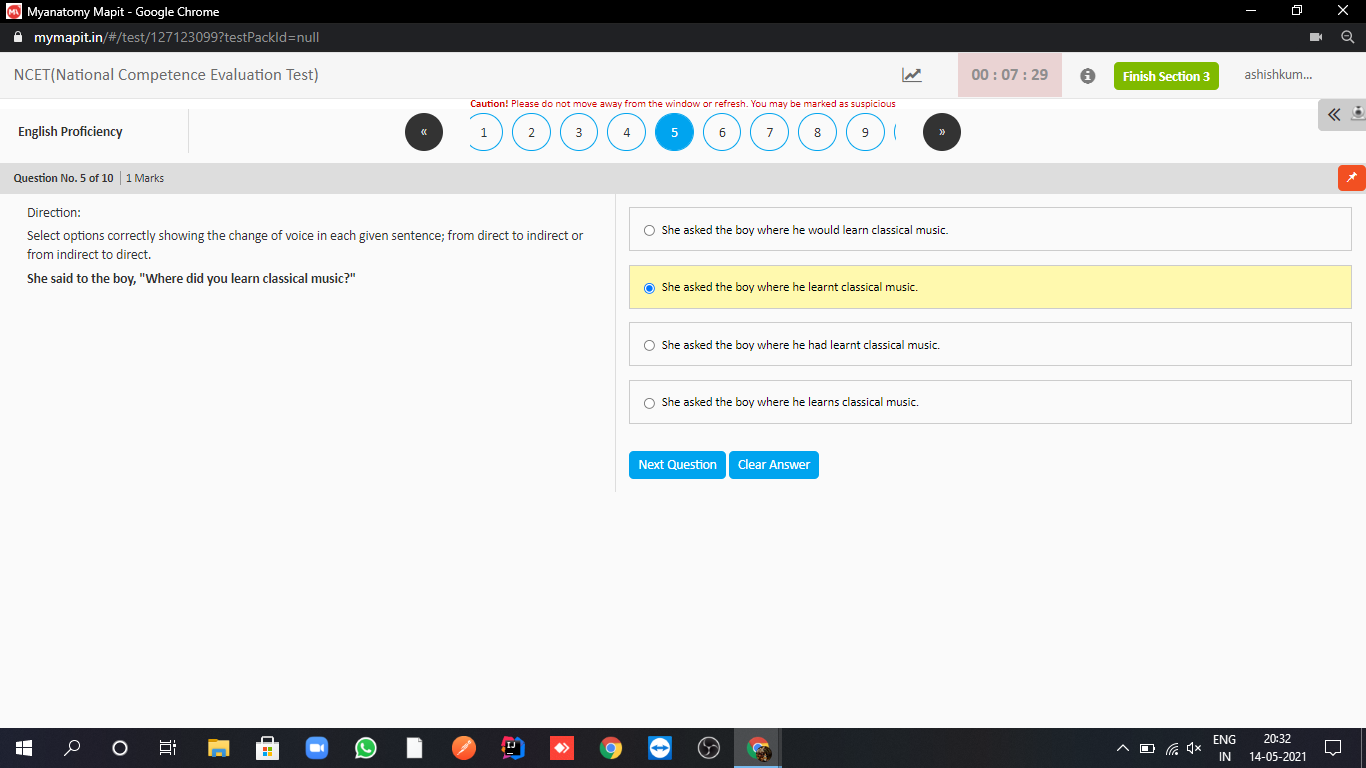 Myanatomy Mapit - Google Chrome
mymapit.in/#/test/127123099?testPackId=null
NCET(National Competence Evaluation Test)
00 : 07 : 29
Finish Section 3
ashishkum...
Caution! Please do not move away from the window or refresh. You may be marked as suspicious
English Proficiency
« 1 2 3 4 5 6 7 8 9 »
Question No. 5 of 10 | 1 Marks
Direction:
Select options correctly showing the change of voice in each given sentence; from direct to indirect or
from indirect to direct.
She said to the boy, "Where did you learn classical music?"
She asked the boy where he would learn classical music.
She asked the boy where he learnt classical music.
She asked the boy where he had learnt classical music.
She asked the boy where he learns classical music.
Next Question
Clear Answer
ENG
IN
20:32
14-05-2021